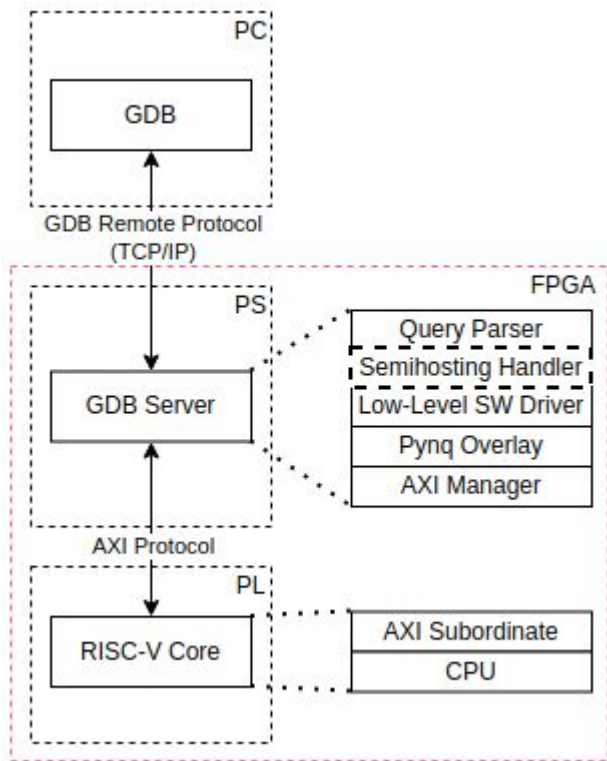 PC
GDB
GDB Remote Protocol
(TCP/IP)
FPGA
PS
GDB Server
Query Parser
Semihosting Handler
Low-Level SW Driver
Pynq Overlay
AXI Manager
AXI Protocol
PL
RISC-V Core
AXI Subordinate
CPU